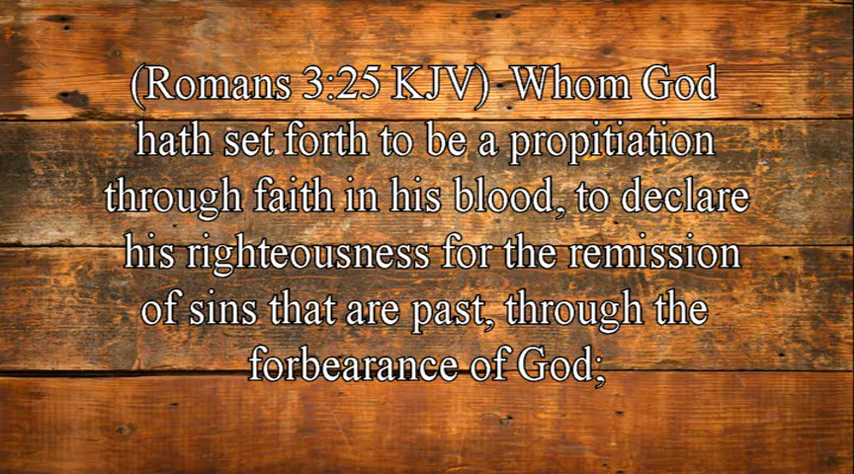 (Romans 3:25 KJV) Whom God
hath set forth to be a propitiation
through faith in his blood, to declare
his righteousness for the remission
of sins that are past, through the
forbearance of God;